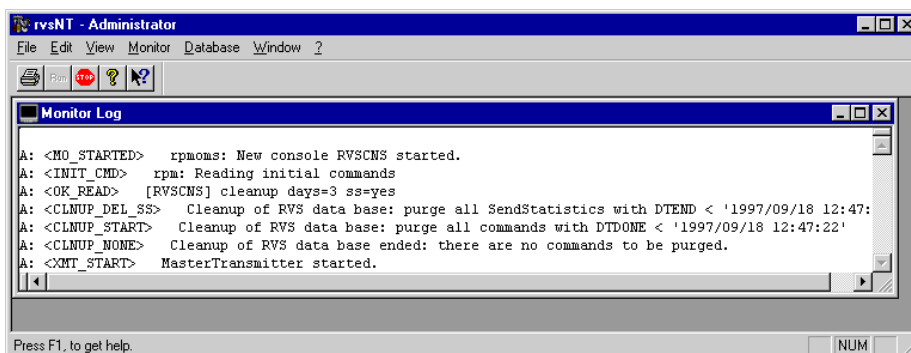 rvsNT - Administrator
File Edit View Monitor Database Window ?
Run STOP ? ?
Monitor Log
A: <MO_STARTED> rpmoms: New console RVSCNS started.
A: <INIT_CMD> rpm: Reading initial commands
A: <OK_READ> [RVSCNS] cleanup days=3 ss=yes
A: <CLNUP_DEL_SS> Cleanup of RVS data base: purge all SendStatistics with DTEND < '1997/09/18 12:47:
A: <CLNUP_START> Cleanup of RVS data base: purge all commands with DTDONE < '1997/09/18 12:47:22'
A: <CLNUP_NONE> Cleanup of RVS data base ended: there are no commands to be purged.
A: <XMT_START> MasterTransmitter started.
Press F1, to get help.
NUM